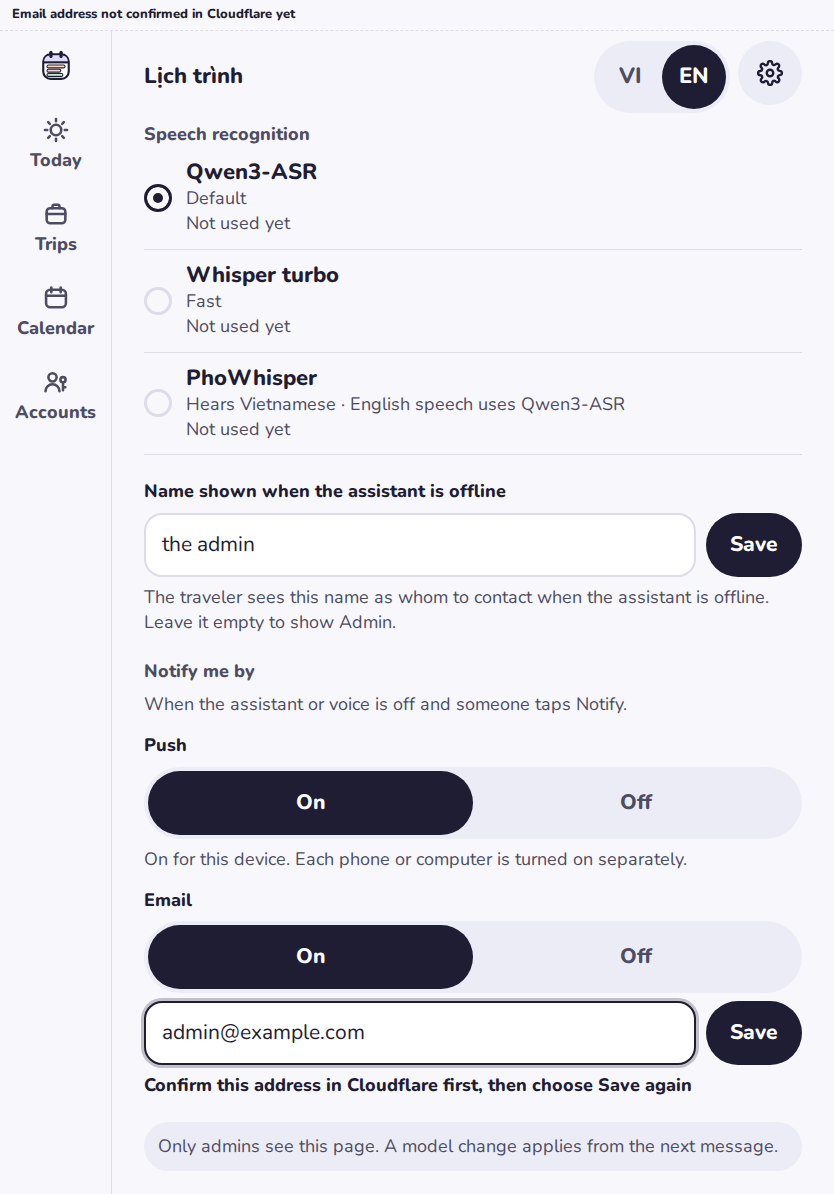 Email address not confirmed in Cloudflare yet
Lịch trình
VI
EN
Today
Trips
Calendar
Accounts
Speech recognition
Qwen3-ASR
Default
Not used yet
Whisper turbo
Fast
Not used yet
PhoWhisper
Hears Vietnamese · English speech uses Qwen3-ASR
Not used yet
Name shown when the assistant is offline
the admin
Save
The traveler sees this name as whom to contact when the assistant is offline.
Leave it empty to show Admin.
Notify me by
When the assistant or voice is off and someone taps Notify.
Push
On
Off
On for this device. Each phone or computer is turned on separately.
Email
On
Off
admin@example.com
Save
Confirm this address in Cloudflare first, then choose Save again
Only admins see this page. A model change applies from the next message.